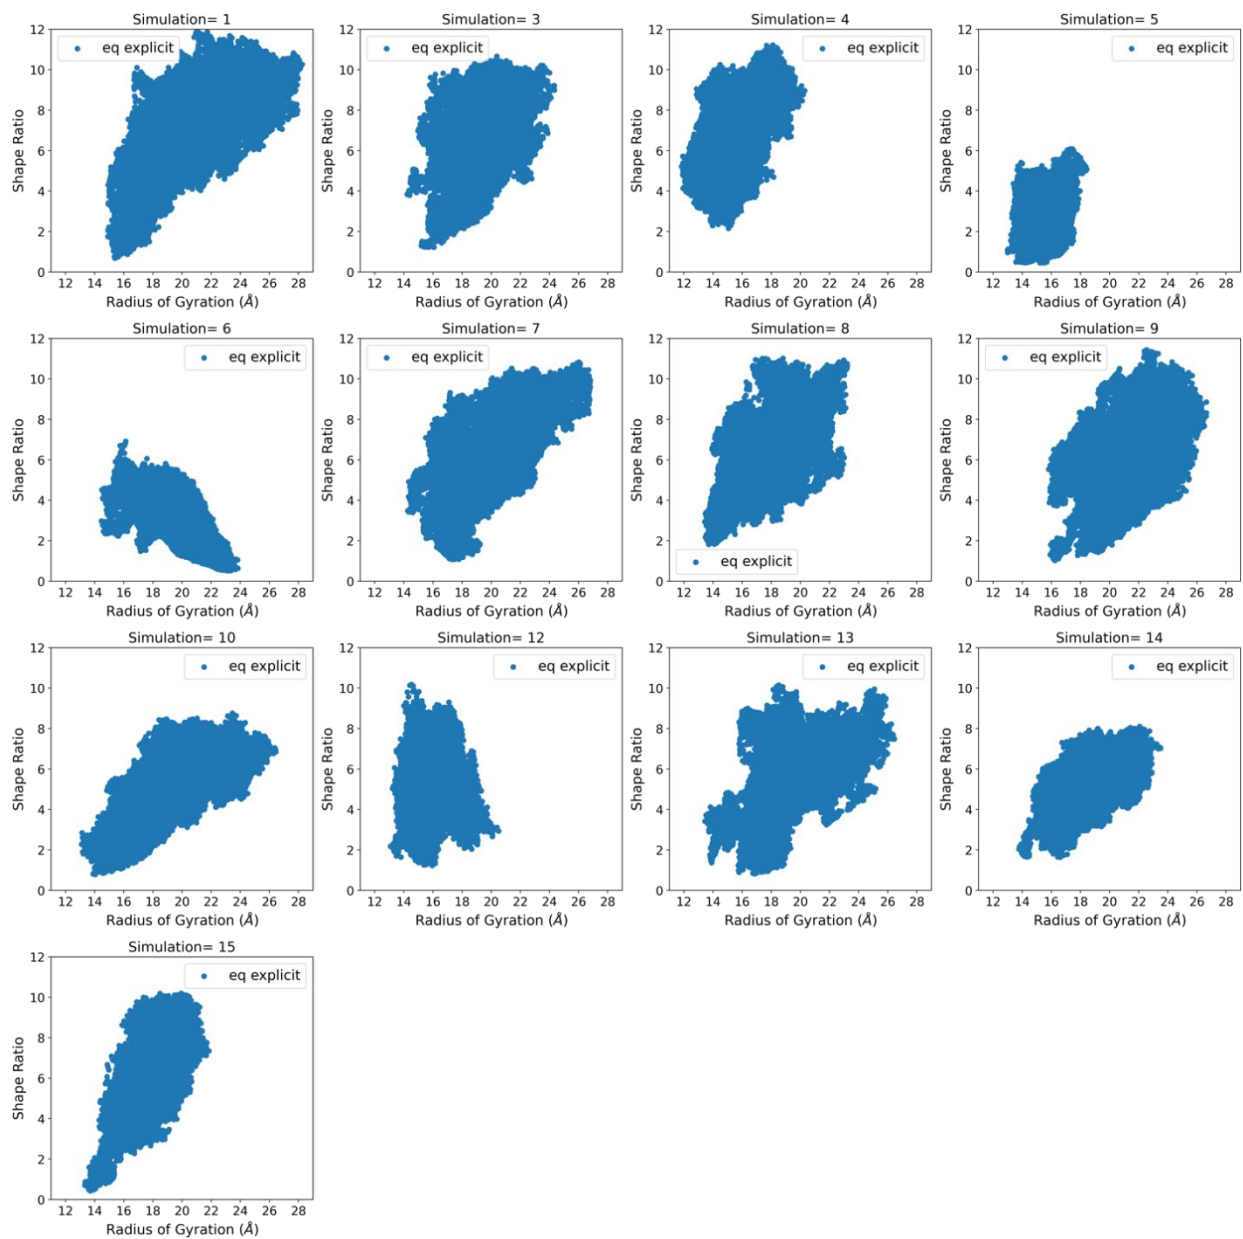 Simulation= 1
eq explicit
Shape Ratio
12
10
8
6
4
2
0
12 14 16 18 20 22 24 26 28
Radius of Gyration (Å)
Simulation= 3
eq explicit
Shape Ratio
12
10
8
6
4
2
0
12 14 16 18 20 22 24 26 28
Radius of Gyration (Å)
Simulation= 4
eq explicit
Shape Ratio
12
10
8
6
4
2
0
12 14 16 18 20 22 24 26 28
Radius of Gyration (Å)
Simulation= 5
eq explicit
Shape Ratio
12
10
8
6
4
2
0
12 14 16 18 20 22 24 26 28
Radius of Gyration (Å)
Simulation= 6
eq explicit
Shape Ratio
12
10
8
6
4
2
0
12 14 16 18 20 22 24 26 28
Radius of Gyration (Å)
Simulation= 7
eq explicit
Shape Ratio
12
10
8
6
4
2
0
12 14 16 18 20 22 24 26 28
Radius of Gyration (Å)
Simulation= 8
Shape Ratio
12
10
8
6
4
2
0
eq explicit
12 14 16 18 20 22 24 26 28
Radius of Gyration (Å)
Simulation= 9
eq explicit
Shape Ratio
12
10
8
6
4
2
0
12 14 16 18 20 22 24 26 28
Radius of Gyration (Å)
Simulation= 10
eq explicit
Shape Ratio
12
10
8
6
4
2
0
12 14 16 18 20 22 24 26 28
Radius of Gyration (Å)
Simulation= 12
eq explicit
Shape Ratio
12
10
8
6
4
2
0
12 14 16 18 20 22 24 26 28
Radius of Gyration (Å)
Simulation= 13
eq explicit
Shape Ratio
12
10
8
6
4
2
0
12 14 16 18 20 22 24 26 28
Radius of Gyration (Å)
Simulation= 14
eq explicit
Shape Ratio
12
10
8
6
4
2
0
12 14 16 18 20 22 24 26 28
Radius of Gyration (Å)
Simulation= 15
eq explicit
Shape Ratio
12
10
8
6
4
2
0
12 14 16 18 20 22 24 26 28
Radius of Gyration (Å)